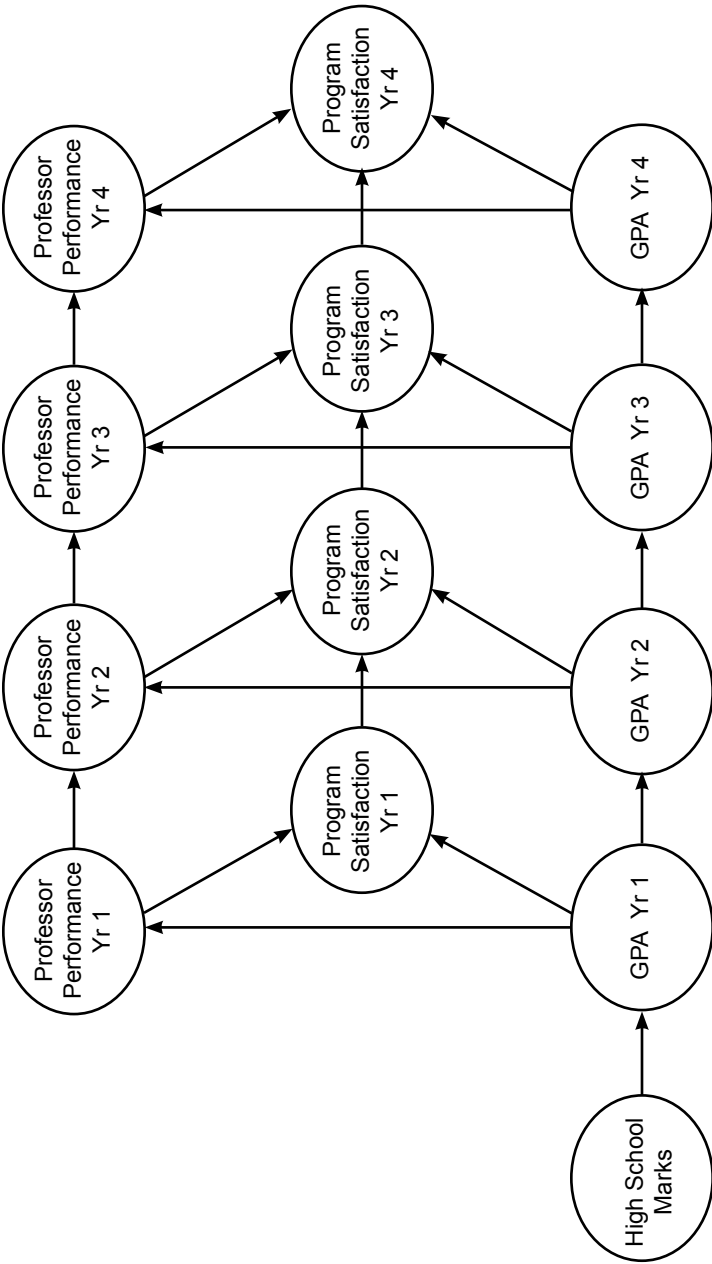 Professor
Performance
Yr 1
Professor
Performance
Yr 2
Professor
Performance
Yr 3
Professor
Performance
Yr 4
Program
Satisfaction
Yr 1
Program
Satisfaction
Yr 2
Program
Satisfaction
Yr 3
Program
Satisfaction
Yr 4
High School
Marks
GPA Yr 1
GPA Yr 2
GPA Yr 3
GPA Yr 4